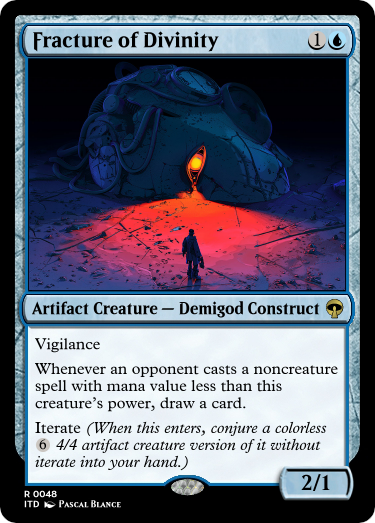 Fracture of Divinity 1
Artifact Creature — Demigod Construct
Vigilance
Whenever an opponent casts a noncreature
spell with mana value less than this
creature's power, draw a card.
Iterate (When this enters, conjure a colorless
6 4/4 artifact creature version of it without
iterate into your hand.)
2/1
R 0048
ITD Pascal Blance